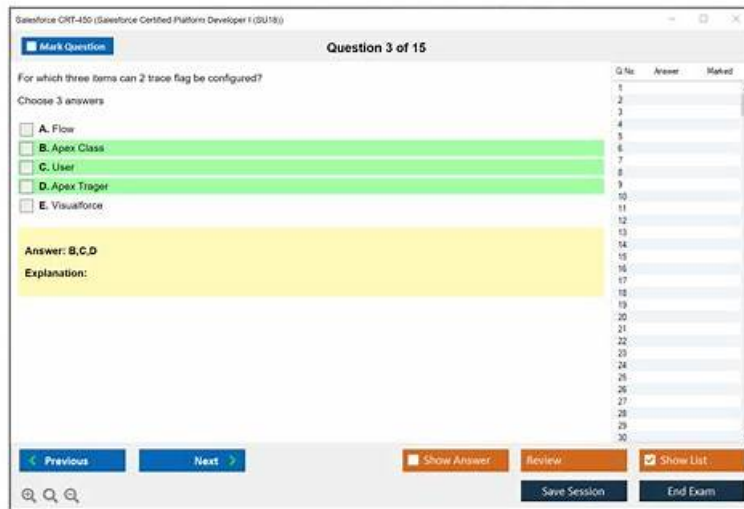 Salesforce CRT-450 (Salesforce Certified Platform Developer I (SU18))
Mark Question
Question 3 of 15
For which three items can 2 trace flag be configured?
Choose 3 answers
A. Flow
B. Apex Class
C. User
D. Apex Trager
E. Visualforce
Answer: B,C,D
Explanation:
Q No Answer Marked
1
2
3
4
5
6
7
8
9
10
11
12
13
14
15
16
17
18
19
20
21
22
23
24
25
26
27
28
29
30
Previous
Next
Show Answer
Review
Show List
Save Session
End Exam